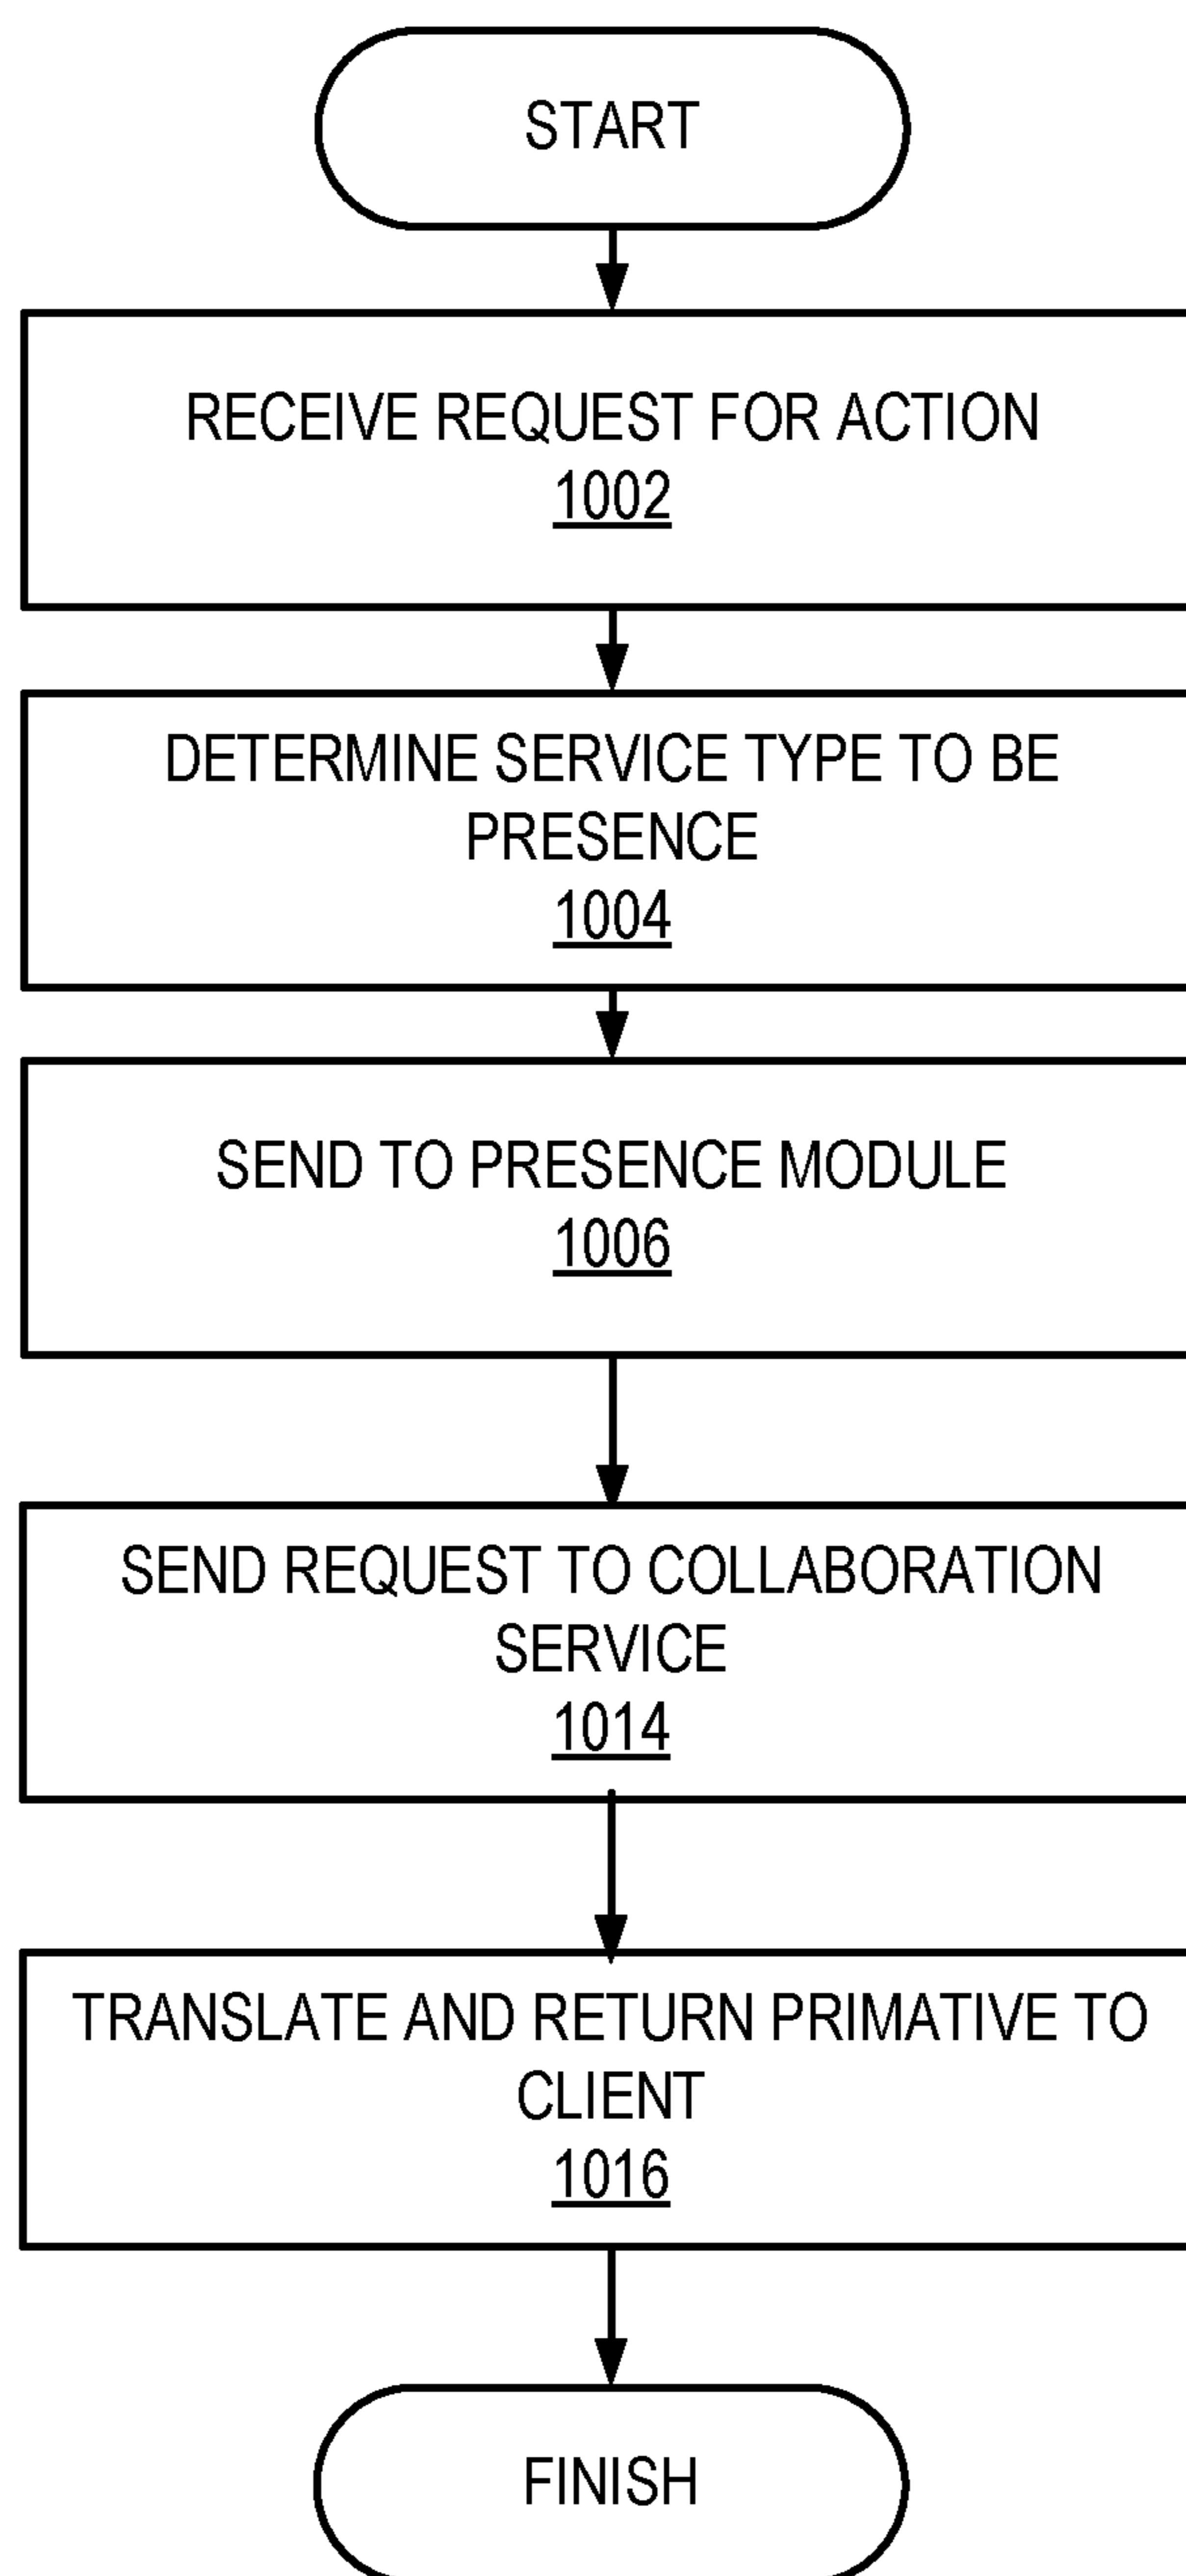 START
RECEIVE REQUEST FOR ACTION
1002
DETERMINE SERVICE TYPE TO BE
PRESENCE
1004
SEND TO PRESENCE MODULE
1006
SEND REQUEST TO COLLABORATION
SERVICE
1014
TRANSLATE AND RETURN PRIMATIVE TO
CLIENT
1016
FINISH